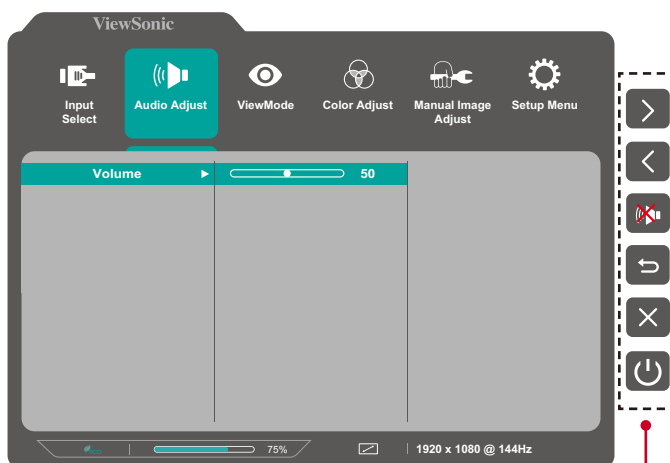 ViewSonic
Input
Select
Audio Adjust
ViewMode
Color Adjust
Manual Image
Adjust
Setup Menu
Volume
50
75%
1920 x 1080 @ 144Hz